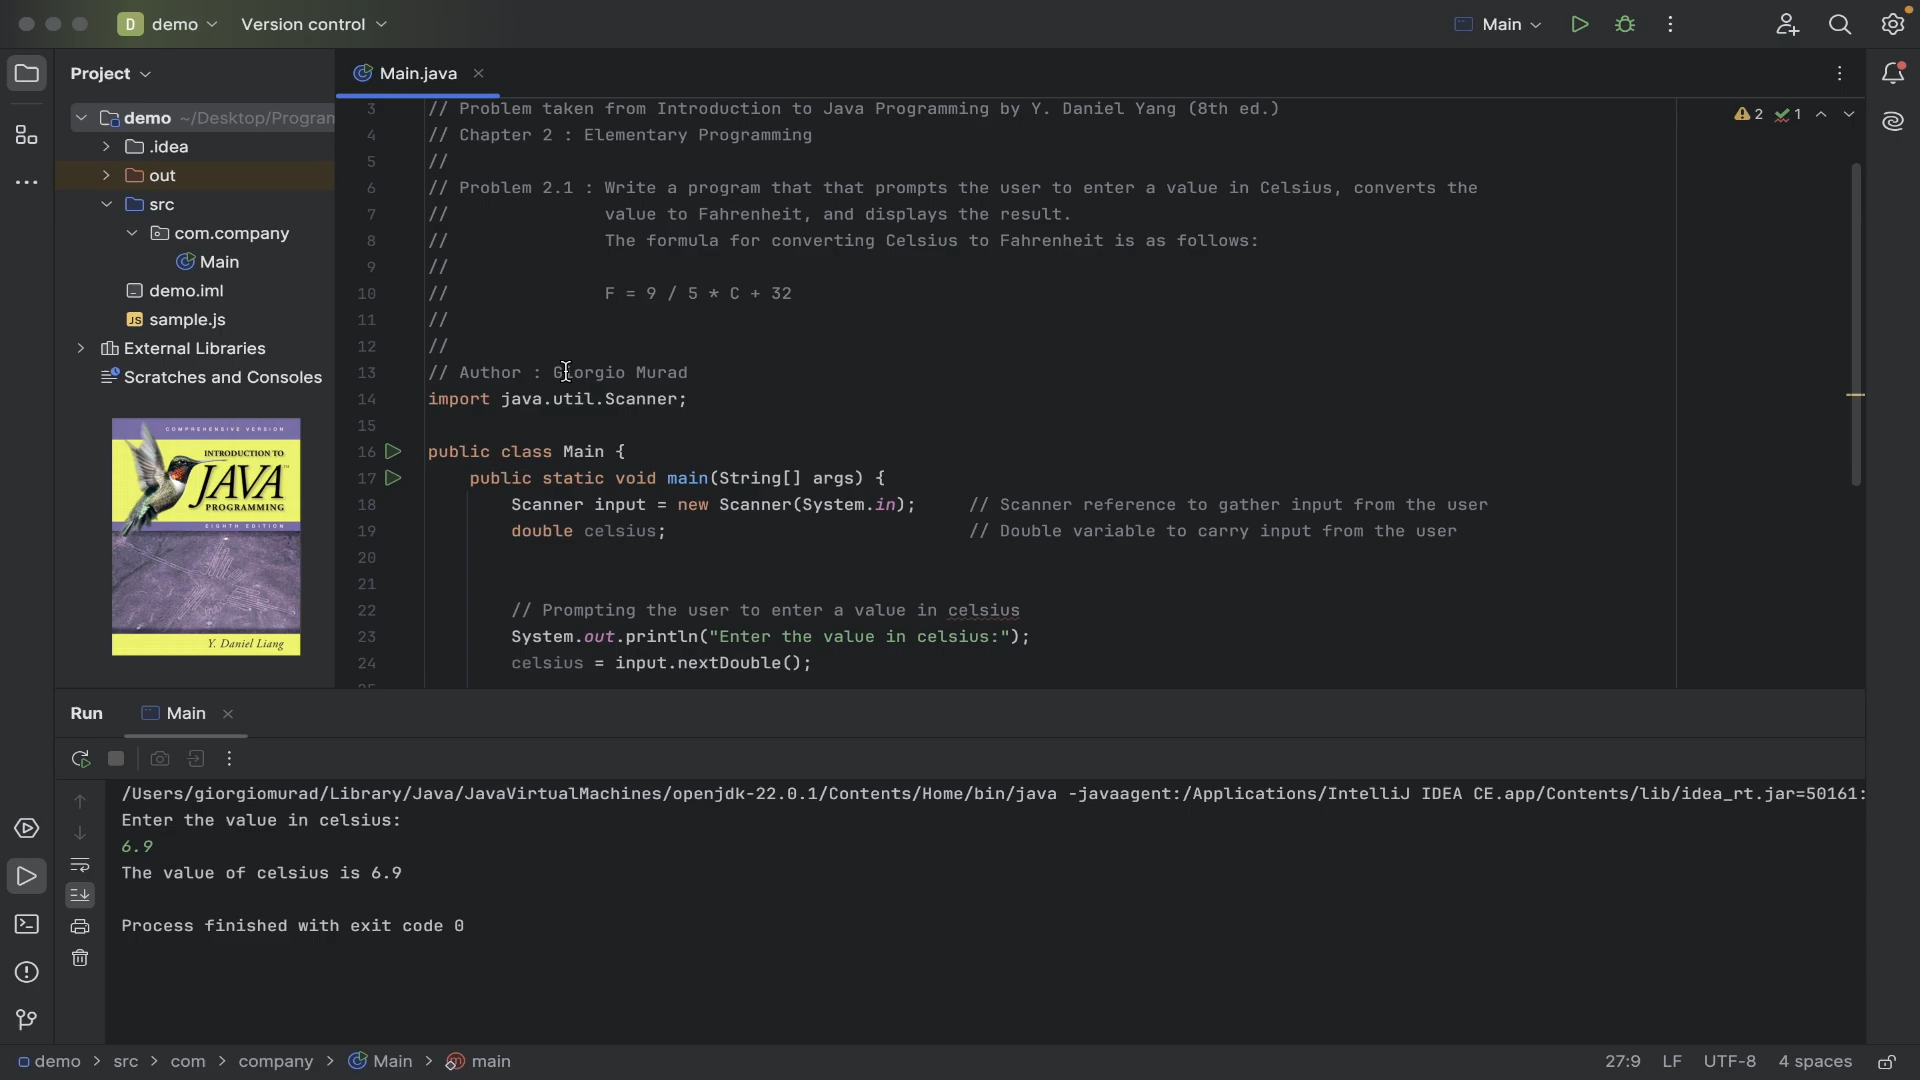 D demo Version control Main
Project
Main.java
demo ~/Desktop/Program
.idea
out
src
com.company
Main
demo.iml
JS sample.js
External Libraries
Scratches and Consoles
COMPREHENSIVE VERSION
INTRODUCTION TO
JAVA™
PROGRAMMING
EIGHTH EDITION
Y. Daniel Liang
2 1
3 // Problem taken from Introduction to Java Programming by Y. Daniel Yang (8th ed.)
4 // Chapter 2 : Elementary Programming
5 //
6 // Problem 2.1 : Write a program that that prompts the user to enter a value in Celsius, converts the
7 // value to Fahrenheit, and displays the result.
8 // The formula for converting Celsius to Fahrenheit is as follows:
9 //
10 // F = 9 / 5 * C + 32
11 //
12 //
13 // Author : Giorgio Murad
14 import java.util.Scanner;
15
16 public class Main {
17 public static void main(String[] args) {
18 Scanner input = new Scanner(System.in); // Scanner reference to gather input from the user
19 double celsius; // Double variable to carry input from the user
20
21
22 // Prompting the user to enter a value in celsius
23 System.out.println("Enter the value in celsius:");
24 celsius = input.nextDouble();
25
Run Main
/Users/giorgiomurad/Library/Java/JavaVirtualMachines/openjdk-22.0.1/Contents/Home/bin/java -javaagent:/Applications/IntelliJ IDEA CE.app/Contents/lib/idea_rt.jar=50161:
Enter the value in celsius:
6.9
The value of celsius is 6.9
Process finished with exit code 0
demo > src > com > company > Main > main 27:9 LF UTF-8 4 spaces